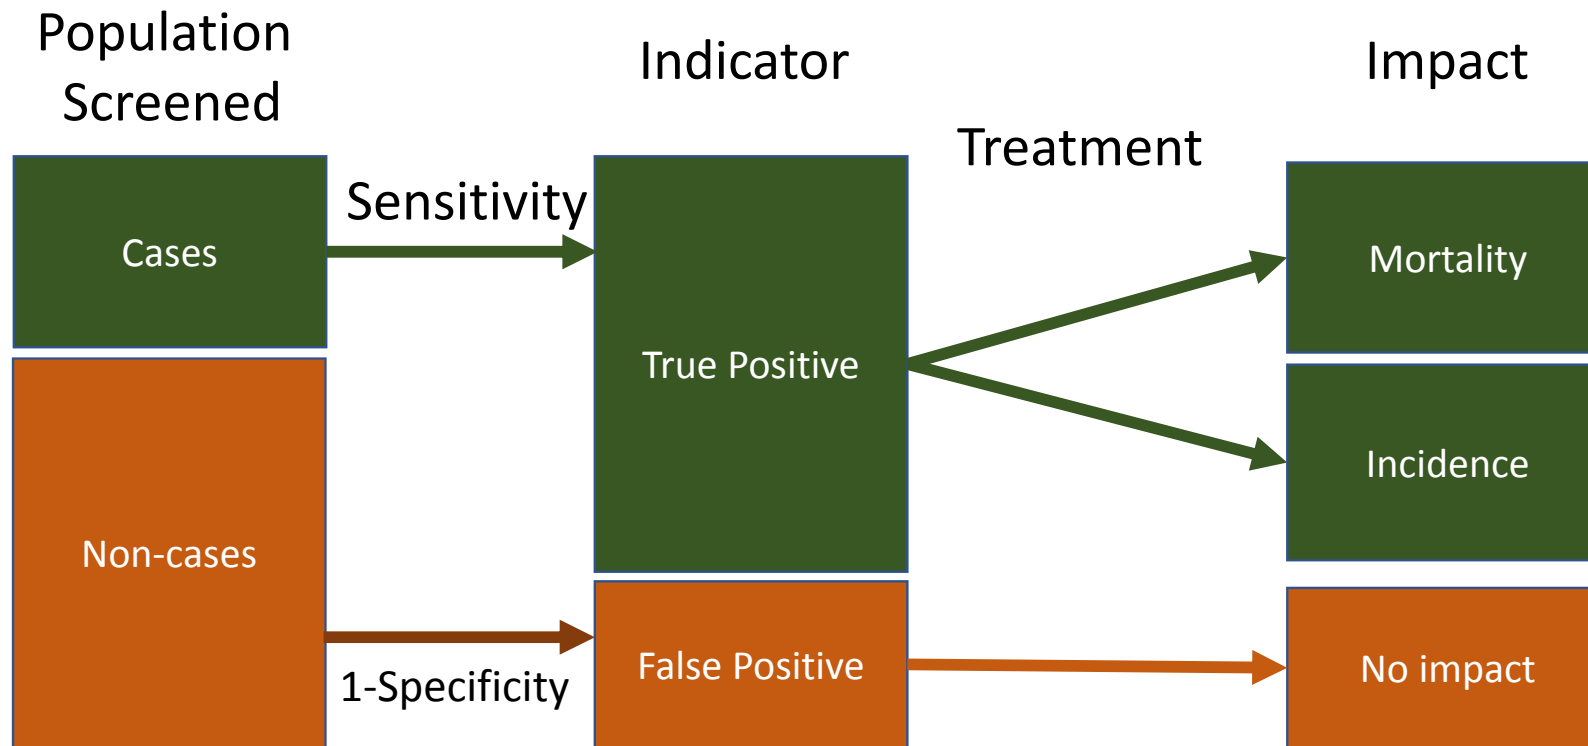 Population
Screened
Indicator
Impact
Treatment
Sensitivity
Cases
Mortality
True Positive
Incidence
Non-cases
False Positive
No impact
1-Specificity